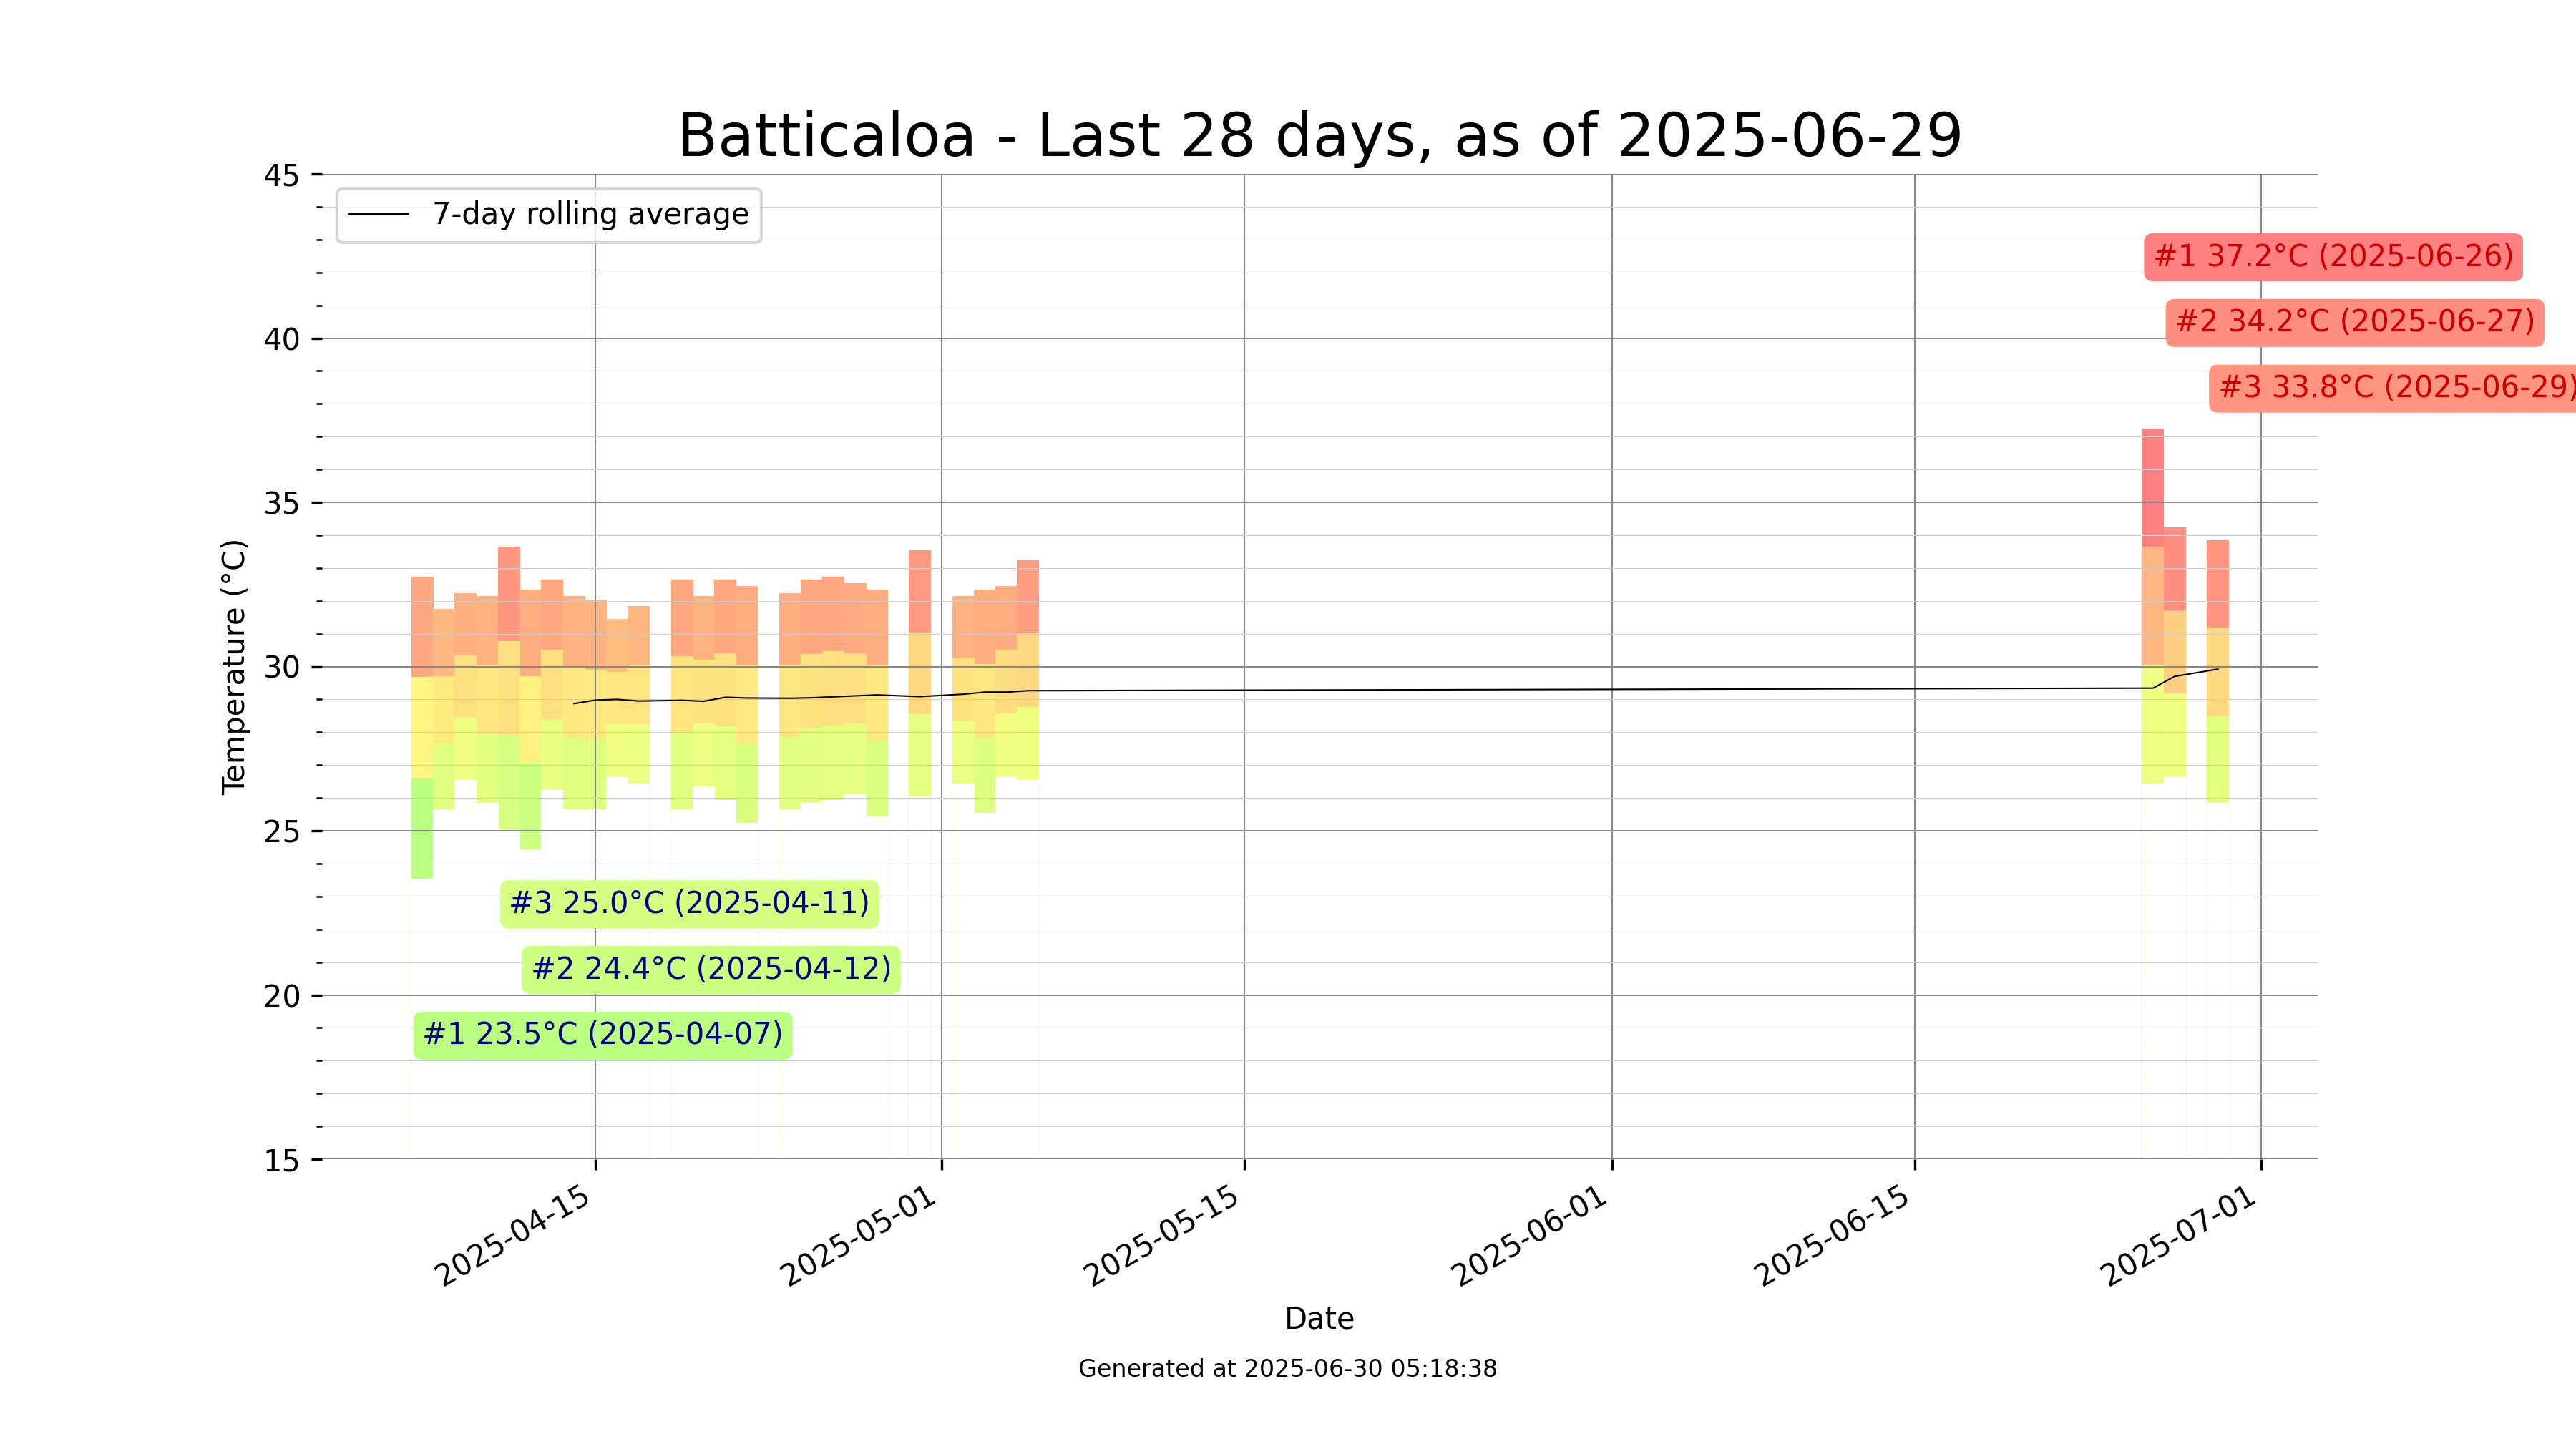 Batticaloa - Last 28 days, as of 2025-06-29
45
7-day rolling average
#1 37.2°C (2025-06-26)
#2 34.2°C (2025-06-27)
40
#3 33.8°C (2025-06-29)
35
Temperature (°C)
30
25
#3 25.0°C (2025-04-11)
#2 24.4°C (2025-04-12)
20
#1 23.5°C (2025-04-07)
15
2025-04-15
2025-05-01
2025-05-15
2025-06-01
2025-06-15
2025-07-01
Date
Generated at 2025-06-30 05:18:38